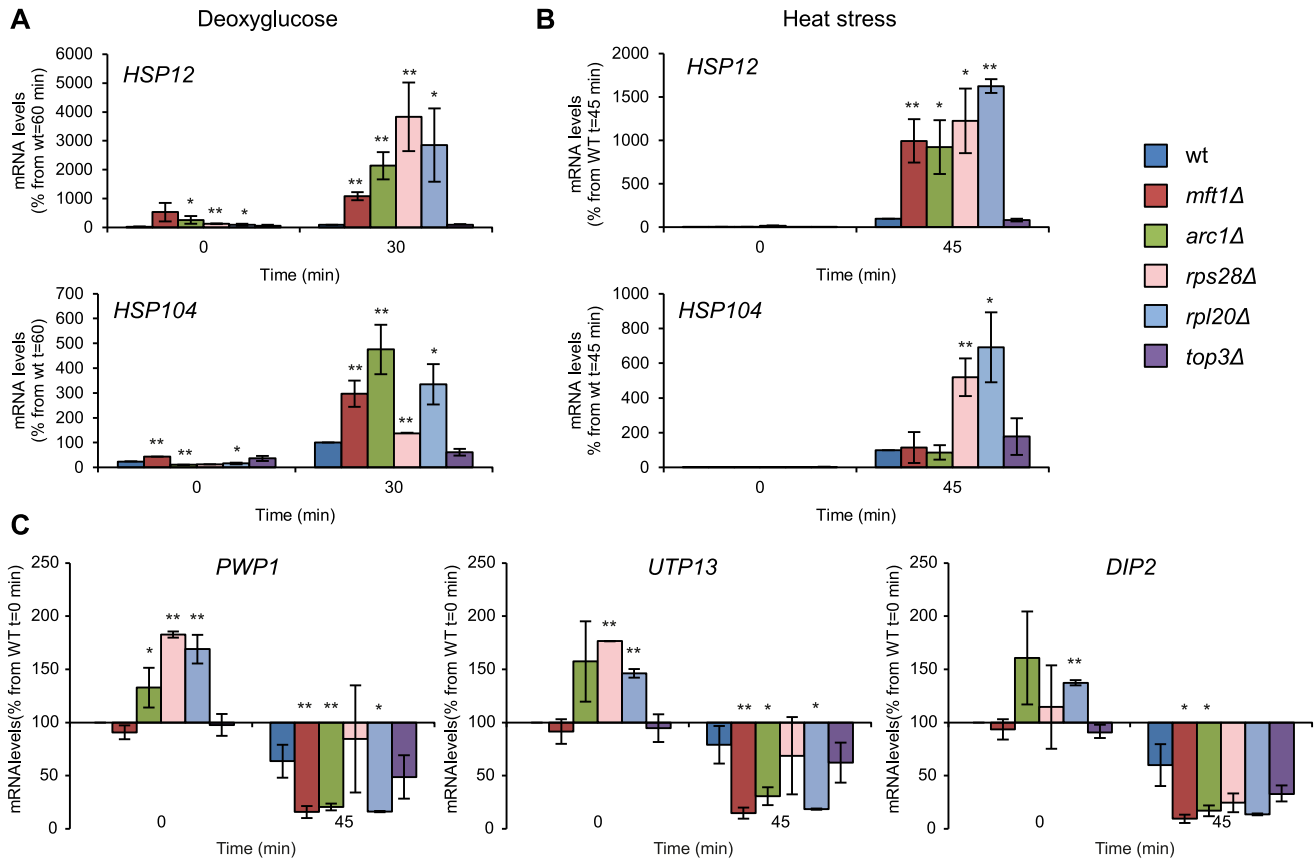 A
Deoxyglucose
HSP12
mRNA levels
(% from wt=60 min)
6000
5000
4000
3000
2000
1000
0
* ** *
** ** ** *
0 30
Time (min)
HSP104
mRNA levels
(% from wt t=60)
700
600
500
400
300
200
100
0
** ** *
** ** ** *
0 30
Time (min)
B
Heat stress
HSP12
mRNA levels
(% from WT t=45 min)
2000
1500
1000
500
0
** * * **
0 45
Time (min)
HSP104
mRNA levels
% from wt t=45 min)
1000
800
600
400
200
0
** *
0 45
Time (min)
wt
mft1Δ
arc1Δ
rps28Δ
rpl20Δ
top3Δ
C
PWP1
mRNAlevels(% from WT t=0 min)
250
200
150
100
50
0
* ** **
** ** *
0 45
Time (min)
UTP13
mRNAlevels(% from WT t=0 min)
250
200
150
100
50
0
** **
** * *
0 45
Time (min)
DIP2
mRNAlevels(% from WT t=0 min)
250
200
150
100
50
0
**
* *
0 45
Time (min)